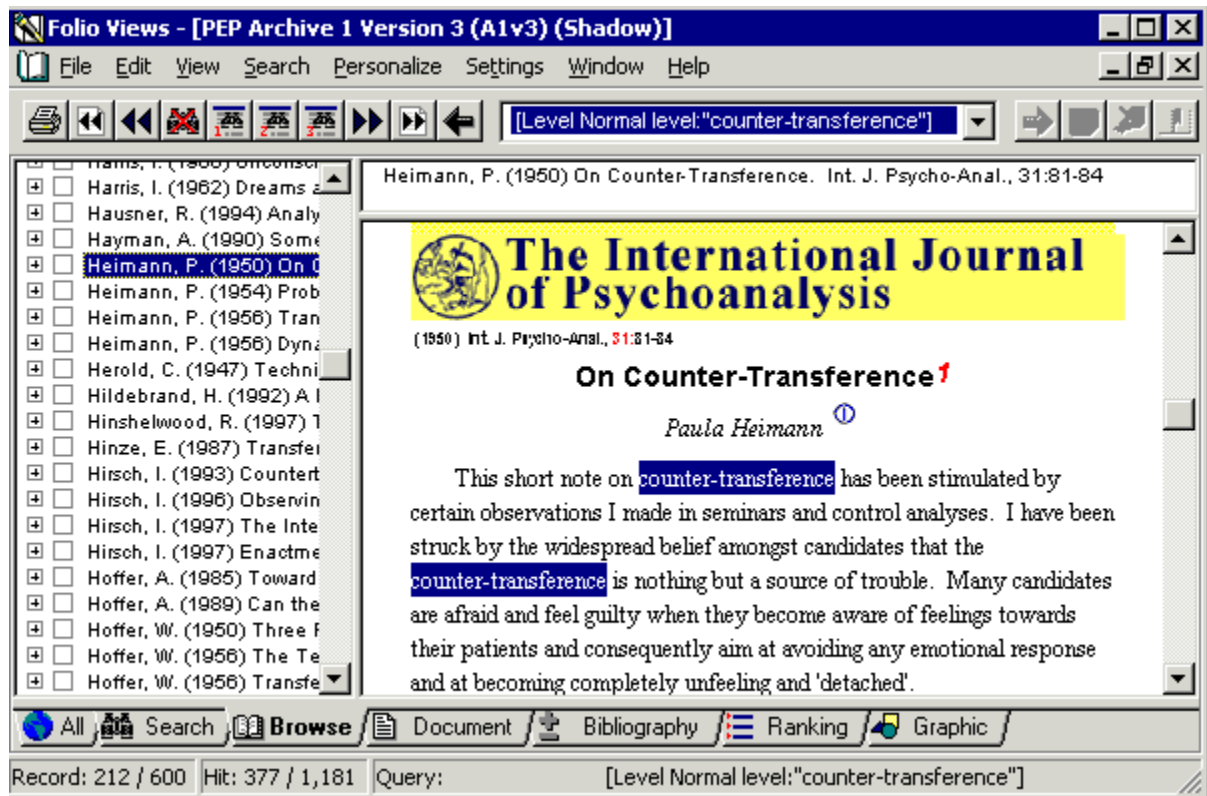 Folio Views - [PEP Archive 1 Version 3 (A1v3) (Shadow)]
File Edit View Search Personalize Settings Window Help
1 2 3 [Level Normal level:"counter-transference"]
Harris, I. (1962) Dreams a
Hausner, R. (1994) Analy
Hayman, A. (1990) Some
Heimann, P. (1950) On C
Heimann, P. (1954) Prob
Heimann, P. (1956) Tran
Heimann, P. (1956) Dyna
Herold, C. (1947) Techni
Hildebrand, H. (1992) A
Hinshelwood, R. (1997) T
Hinze, E. (1987) Transfer
Hirsch, I. (1993) Countert
Hirsch, I. (1996) Observin
Hirsch, I. (1997) The Inte
Hirsch, I. (1997) Enactme
Hoffer, A. (1985) Toward
Hoffer, A. (1989) Can the
Hoffer, W. (1950) Three
Hoffer, W. (1956) The Te
Hoffer, W. (1956) Transfe
Heimann, P. (1950) On Counter-Transference. Int. J. Psycho-Anal., 31:81-84
The International Journal
of Psychoanalysis
(1950) Int. J. Psycho-Anal., 31:81-84
On Counter-Transference1
Paula Heimann
This short note on counter-transference has been stimulated by
certain observations I made in seminars and control analyses. I have been
struck by the widespread belief amongst candidates that the
counter-transference is nothing but a source of trouble. Many candidates
are afraid and feel guilty when they become aware of feelings towards
their patients and consequently aim at avoiding any emotional response
and at becoming completely unfeeling and 'detached'.
All Search Browse Document Bibliography Ranking Graphic
Record: 212 / 600 Hit: 377 / 1,181 Query: [Level Normal level:"counter-transference"]